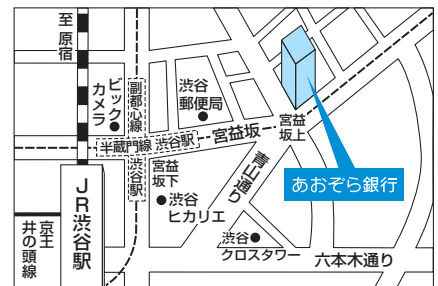 至 原宿
ビックカメラ
副都心線
渋谷駅
渋谷
郵便局
宮益坂
宮益
坂上
半蔵門線 渋谷駅
宮益
坂下
青山通り
あおぞら銀行
JR渋谷駅
京王
井の頭線
渋谷
ヒカリエ
渋谷
クロスタワー
六本木通り